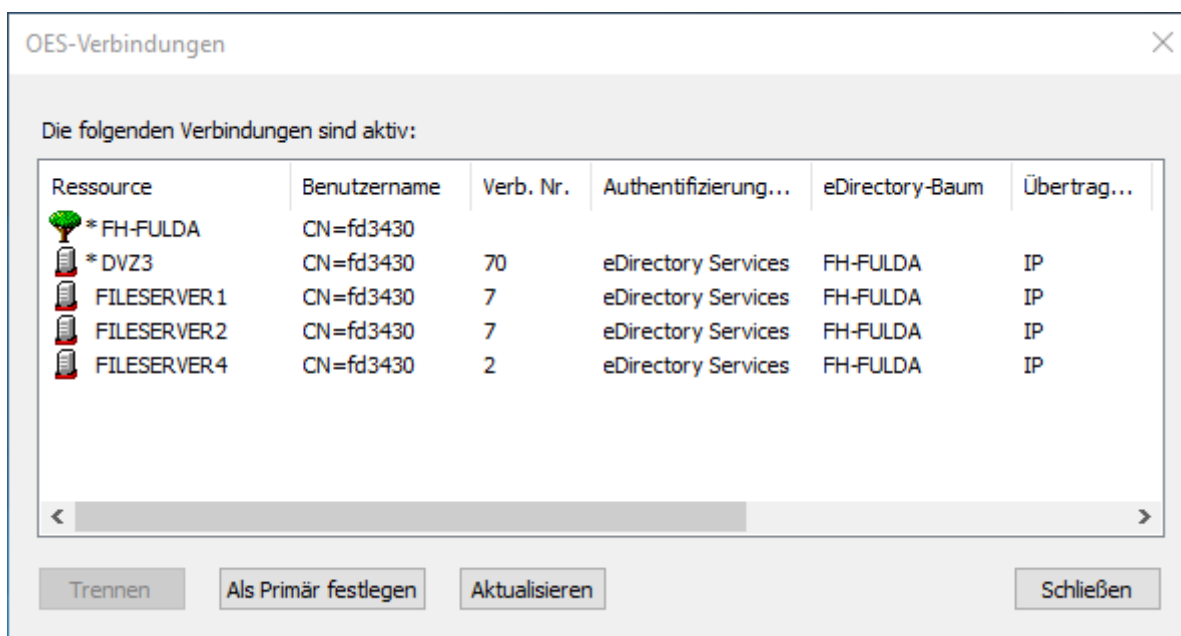 OES-Verbindungen
Die folgenden Verbindungen sind aktiv:
Ressource Benutzername Verb. Nr. Authentifizierung... eDirectory-Baum Übertrag...
* FH-FULDA CN=fd3430
* DVZ3 CN=fd3430 70 eDirectory Services FH-FULDA IP
FILESERVER1 CN=fd3430 7 eDirectory Services FH-FULDA IP
FILESERVER2 CN=fd3430 7 eDirectory Services FH-FULDA IP
FILESERVER4 CN=fd3430 2 eDirectory Services FH-FULDA IP
Trennen Als Primär festlegen Aktualisieren Schließen